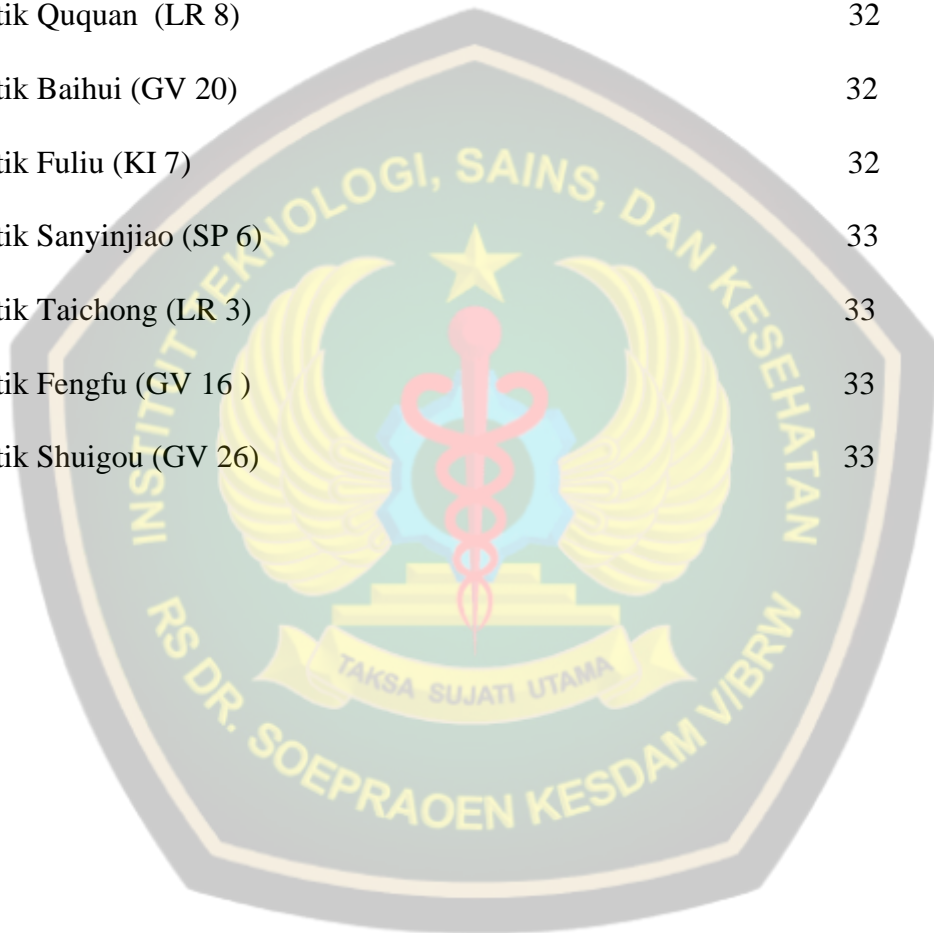 tik Ququan (LR 8) 32
tik Baihui (GV 20) 32
tik Fuliu (KI 7) 32
tik Sanyinjiao (SP 6) 33
tik Taichong (LR 3) 33
tik Fengfu (GV 16 ) 33
tik Shuigou (GV 26) 33
INSTITUT TEKNOLOGI, SAINS, DAN KESEHATAN
TAKSA SUJATI UTAMA
RS DR. SOEPRAOEN KESDAM V/BRW